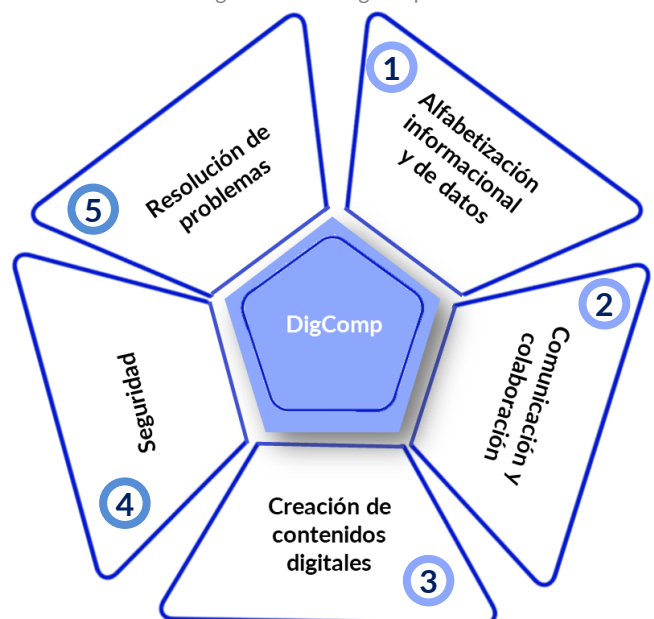 1
Alfabetización
informacional
y de datos
2
Comunicación y
colaboración
3
Creación de
contenidos
digitales
4
Seguridad
5
Resolución de
problemas
DigComp